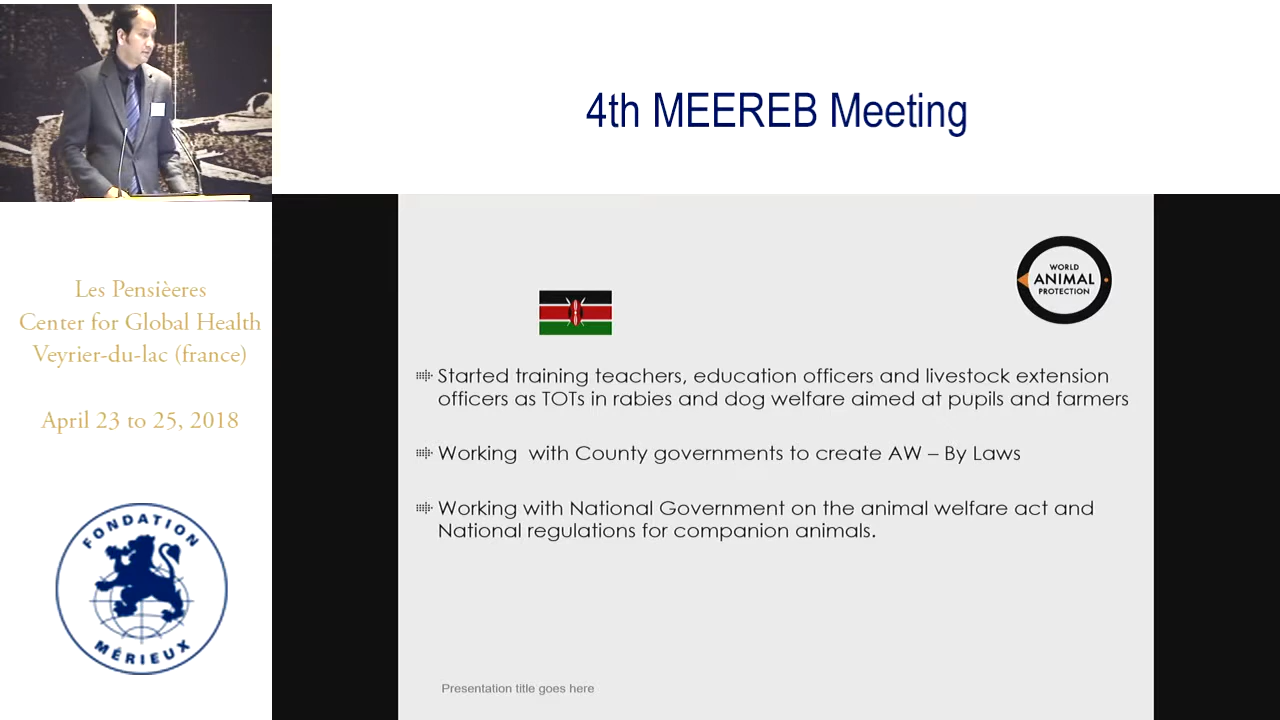 4th MEEREB Meeting
WORLD
ANIMAL
PROTECTION
Started training teachers, education officers and livestock extension
officers as TOTs in rabies and dog welfare aimed at pupils and farmers
Working with County governments to create AW – By Laws
Working with National Government on the animal welfare act and
National regulations for companion animals.
Presentation title goes here
Les Pensièeres
Center for Global Health
Veyrier-du-lac (france)
April 23 to 25, 2018
FONDATION
MÉRIEUX